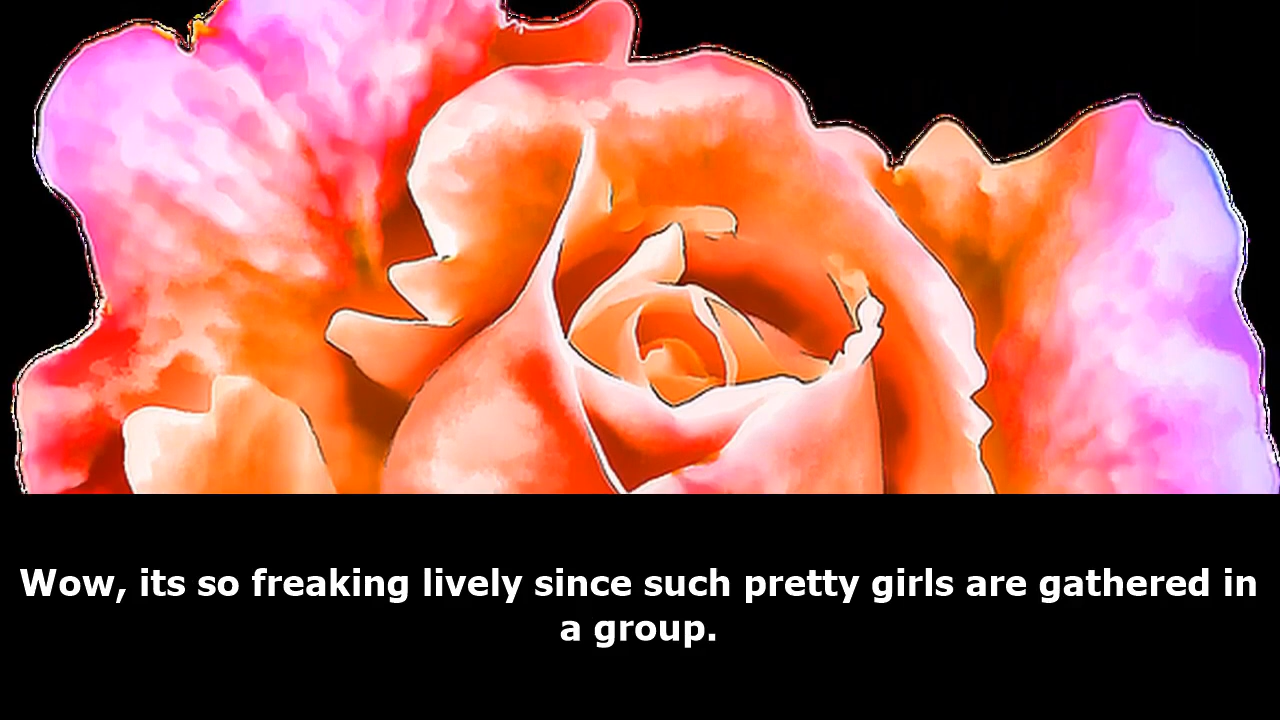 Wow, its so freaking lively since such pretty girls are gathered in
a group.